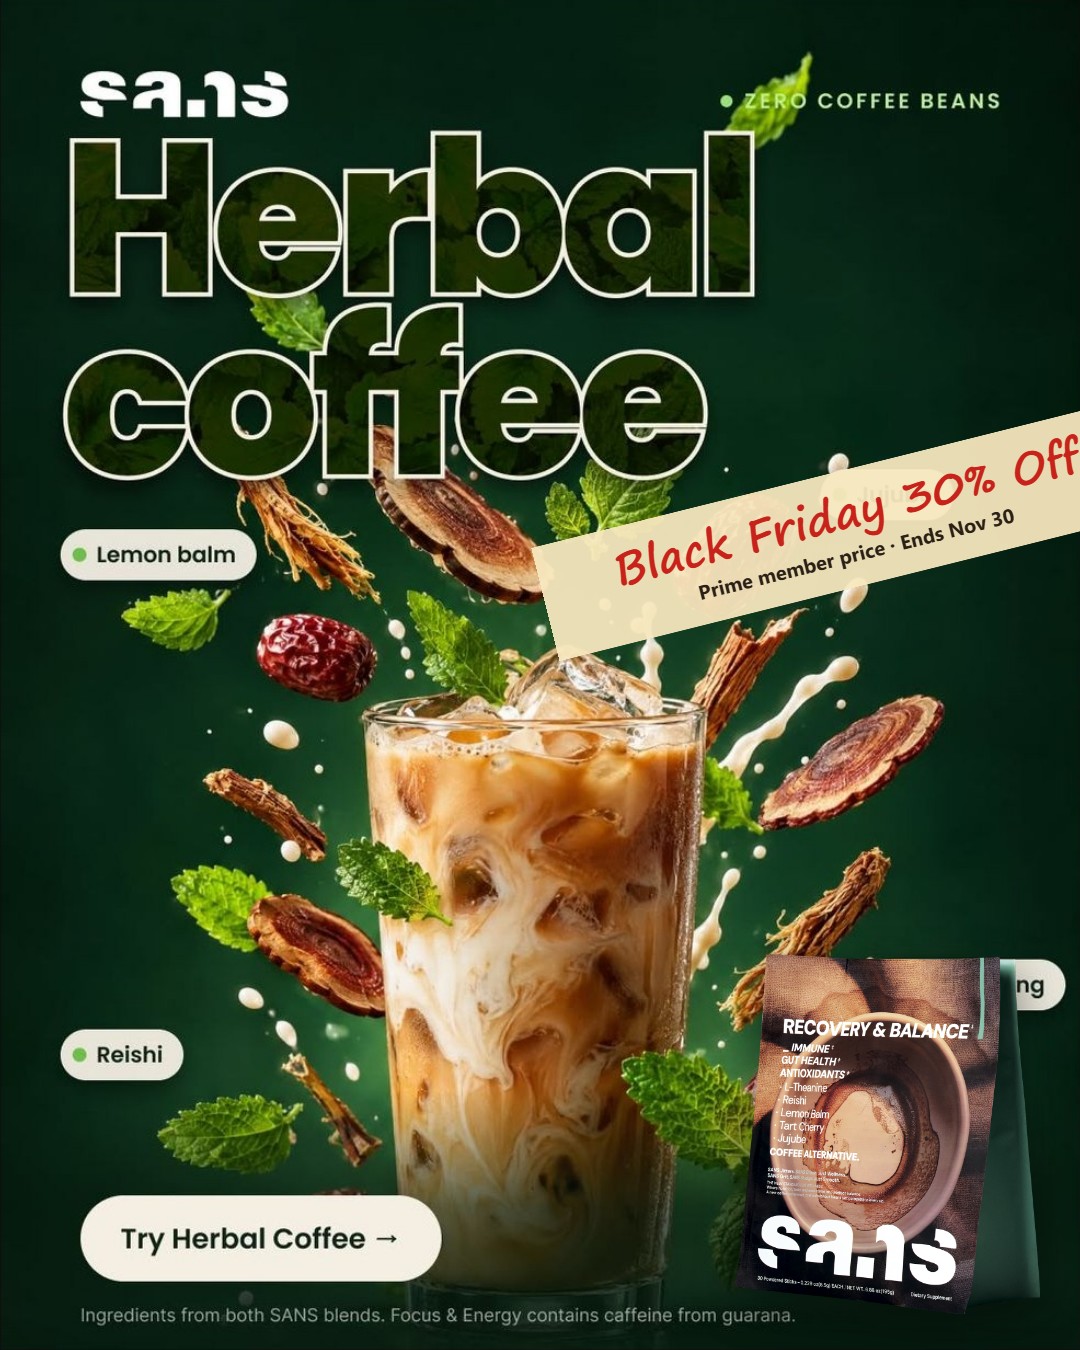 sans
ZERO COFFEE BEANS
Herbal
coffee
Black Friday 30% Off
Prime member price · Ends Nov 30
Lemon balm
Reishi
ng
RECOVERY & BALANCE
IMMUNE
GUT HEALTH
ANTIOXIDANTS
· L-Theanine
· Reishi
· Lemon Balm
· Tart Cherry
· Jujube
COFFEE ALTERNATIVE.
sans
Dietary Supplement
Try Herbal Coffee →
Ingredients from both SANS blends. Focus & Energy contains caffeine from guarana.